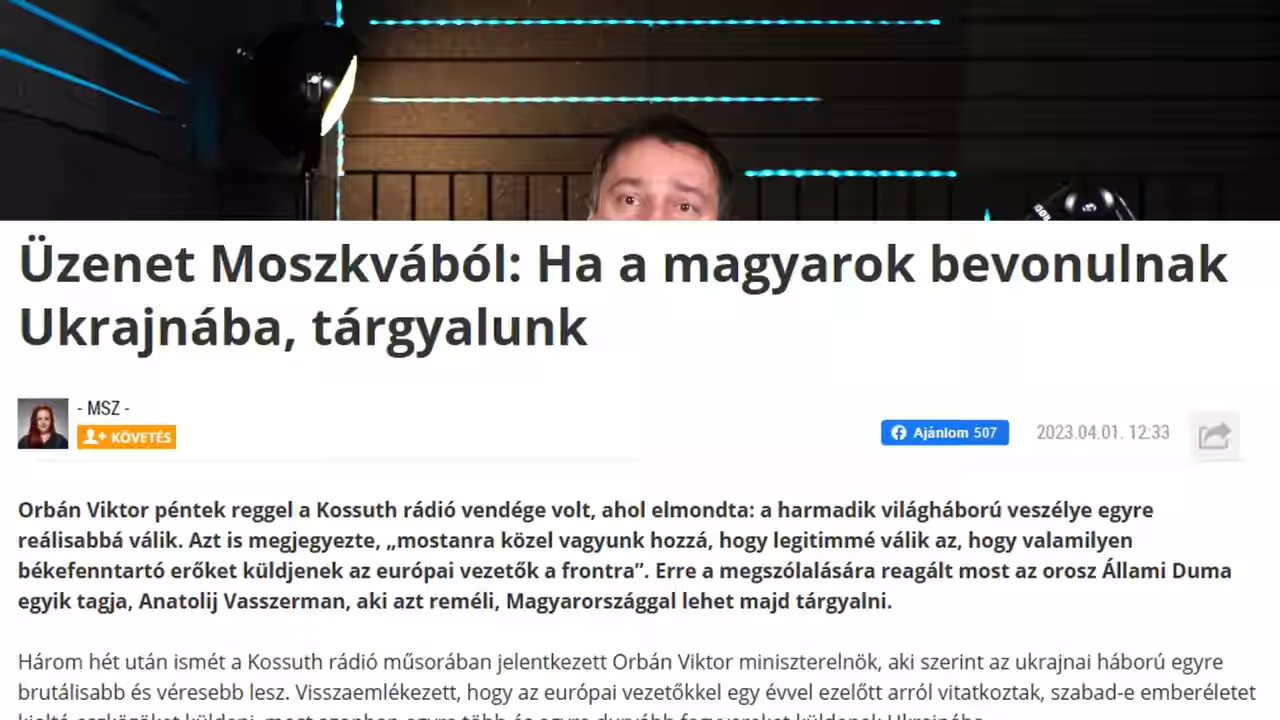 Üzenet Moszkvából: Ha a magyarok bevonulnak
Ukrajnába, tárgyalunk
- MSZ -
KÖVETÉS
Ajánlom 507
2023.04.01. 12:33
Orbán Viktor péntek reggel a Kossuth rádió vendége volt, ahol elmondta: a harmadik világháború veszélye egyre
reálisabbá válik. Azt is megjegyezte, „mostanra közel vagyunk hozzá, hogy legitimmé válik az, hogy valamilyen
békefenntartó erőket küldjenek az európai vezetők a frontra”. Erre a megszólalására reagált most az orosz Állami Duma
egyik tagja, Anatolij Vasszerman, aki azt reméli, Magyarországgal lehet majd tárgyalni.
Három hét után ismét a Kossuth rádió műsorában jelentkezett Orbán Viktor miniszterelnök, aki szerint az ukrajnai háború egyre
brutálisabb és véresebb lesz. Visszaemlékezett, hogy az európai vezetőkkel egy évvel ezelőtt arról vitatkoztak, szabad-e emberéletet